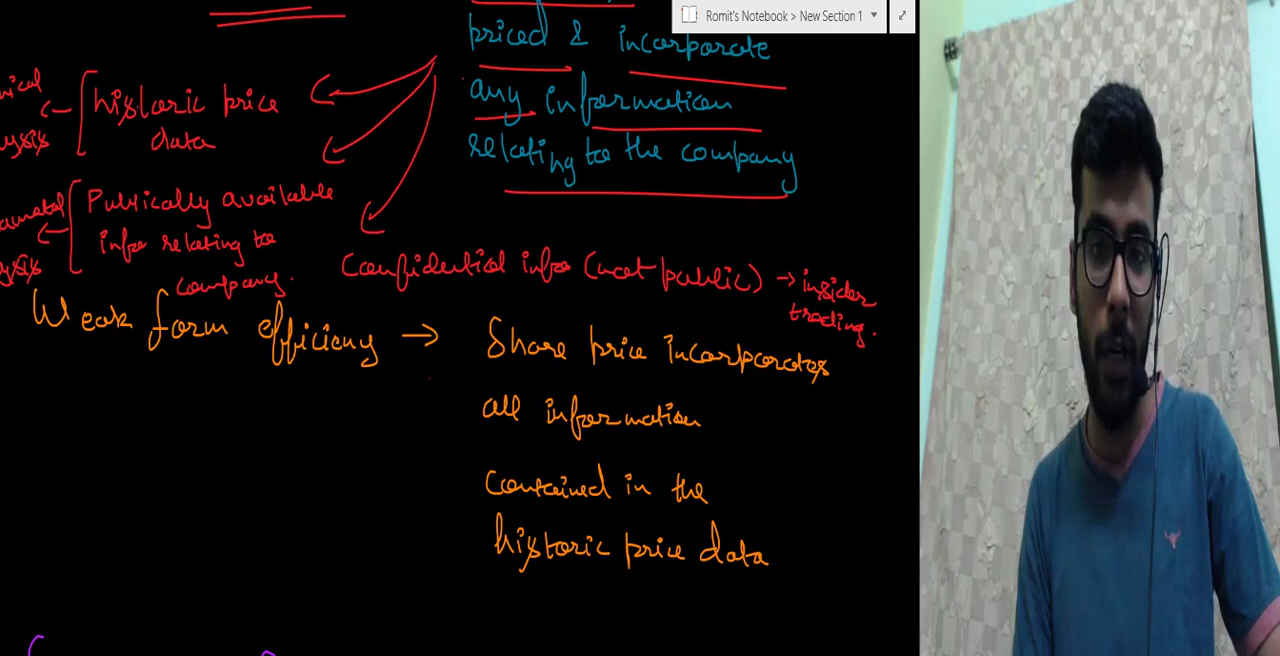 Romit's Notebook > New Section 1
priced & incorporate
any information
relating to the company
historic price
data
Publically available
info relating to
company.
Confidential info (not public) → insider
trading.
Weak form efficieny → Share price incorporates
all information
contained in the
historic price data